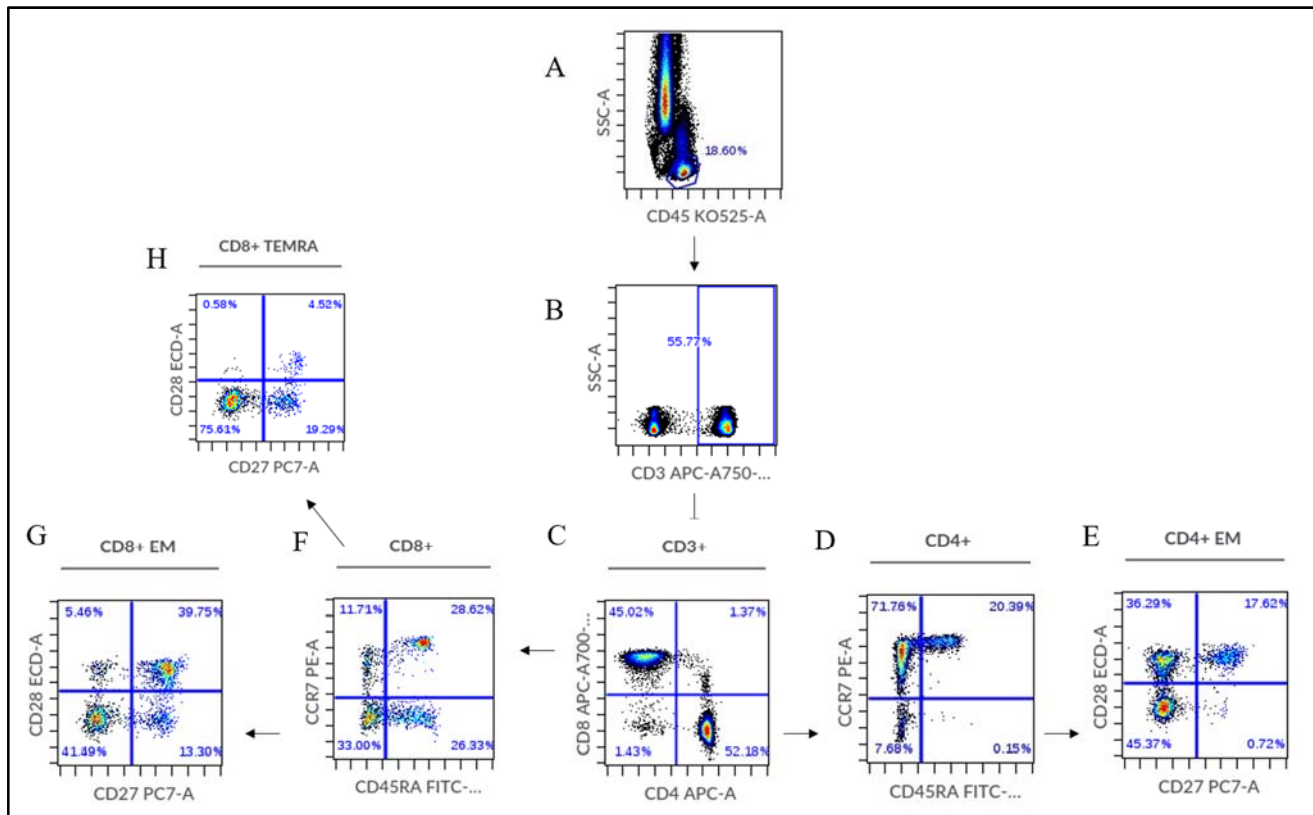 A
SSC-A
18.60%
CD45 KO525-A
H
CD8+ TEMRA
0.58%
4.52%
CD28 ECD-A
75.61%
19.29%
CD27 PC7-A
B
SSC-A
55.77%
CD3 APC-A750-...
G
CD8+ EM
5.46%
39.75%
CD28 ECD-A
41.49%
13.30%
CD27 PC7-A
F
CD8+
11.71%
28.62%
CCR7 PE-A
33.00%
26.33%
CD45RA FITC-...
C
CD3+
45.02%
1.37%
CD8 APC-A700-...
1.43%
52.18%
CD4 APC-A
D
CD4+
71.76%
20.39%
CCR7 PE-A
7.68%
0.15%
CD45RA FITC-...
E
CD4+ EM
36.29%
17.62%
CD28 ECD-A
45.37%
0.72%
CD27 PC7-A